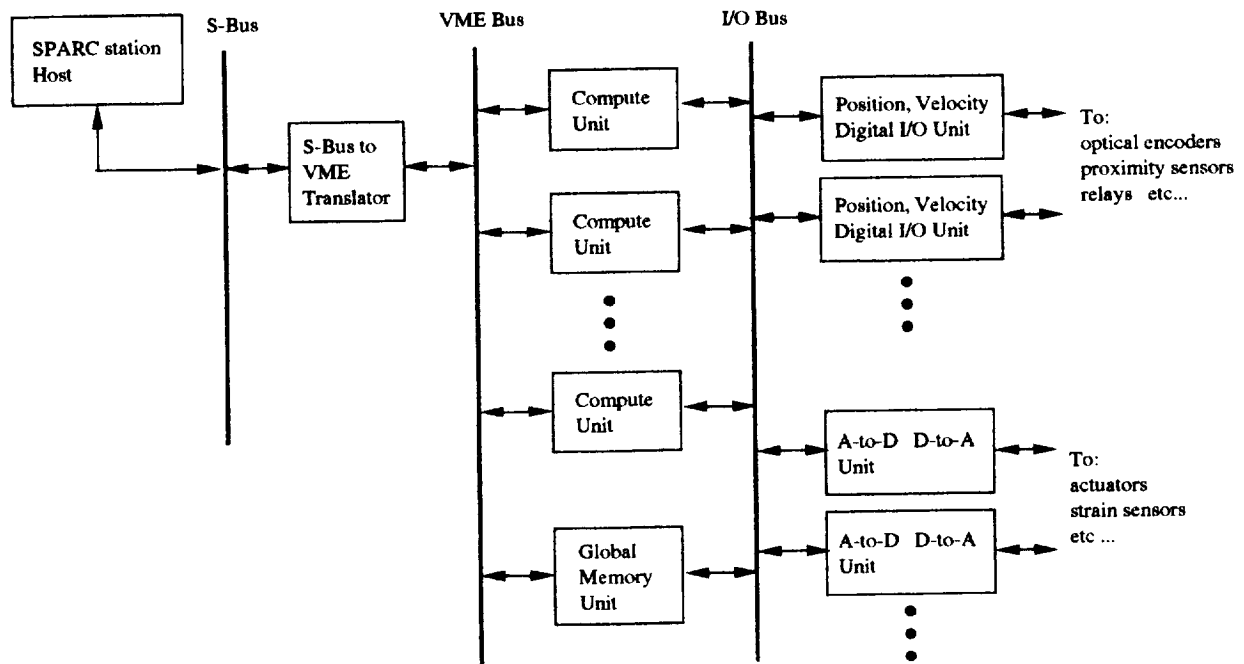 S-Bus
VME Bus
I/O Bus
SPARC station
Host
S-Bus to
VME
Translator
Compute
Unit
Compute
Unit
Compute
Unit
Global
Memory
Unit
Position, Velocity
Digital I/O Unit
Position, Velocity
Digital I/O Unit
To:
optical encoders
proximity sensors
relays etc...
A-to-D D-to-A
Unit
A-to-D D-to-A
Unit
To:
actuators
strain sensors
etc ...